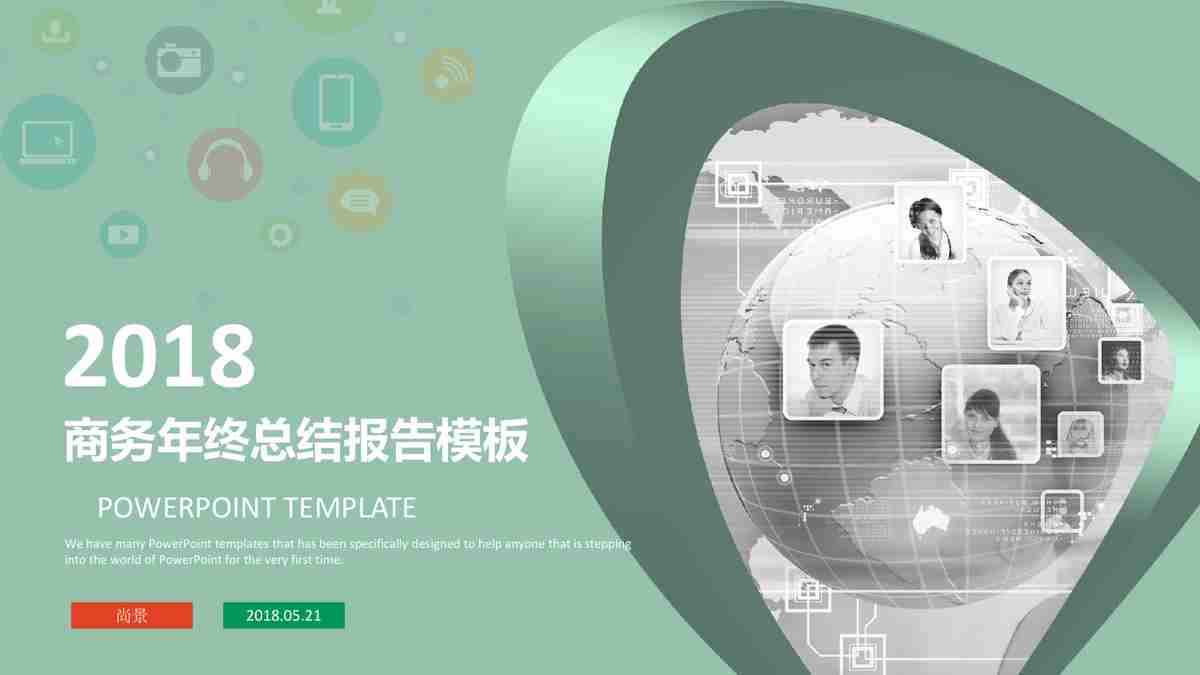 2018
商务年终总结报告模板
POWERPOINT TEMPLATE
We have many PowerPoint templates that has been specifically designed to help anyone that is stepping
into the world of PowerPoint for the very first time.
尚景
2018.05.21